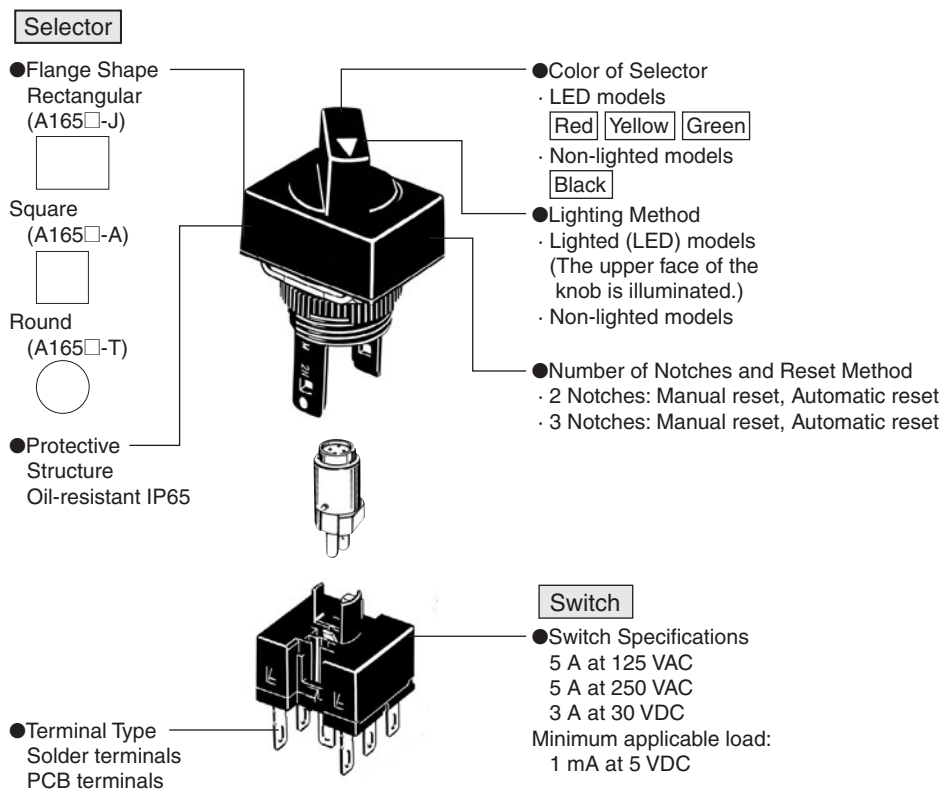 Selector
●Flange Shape
Rectangular
(A165□-J)
Square
(A165□-A)
Round
(A165□-T)
●Protective
Structure
Oil-resistant IP65
●Color of Selector
· LED models
Red Yellow Green
· Non-lighted models
Black
●Lighting Method
· Lighted (LED) models
(The upper face of the
knob is illuminated.)
· Non-lighted models
●Number of Notches and Reset Method
· 2 Notches: Manual reset, Automatic reset
· 3 Notches: Manual reset, Automatic reset
Switch
●Switch Specifications
5 A at 125 VAC
5 A at 250 VAC
3 A at 30 VDC
Minimum applicable load:
1 mA at 5 VDC
●Terminal Type
Solder terminals
PCB terminals